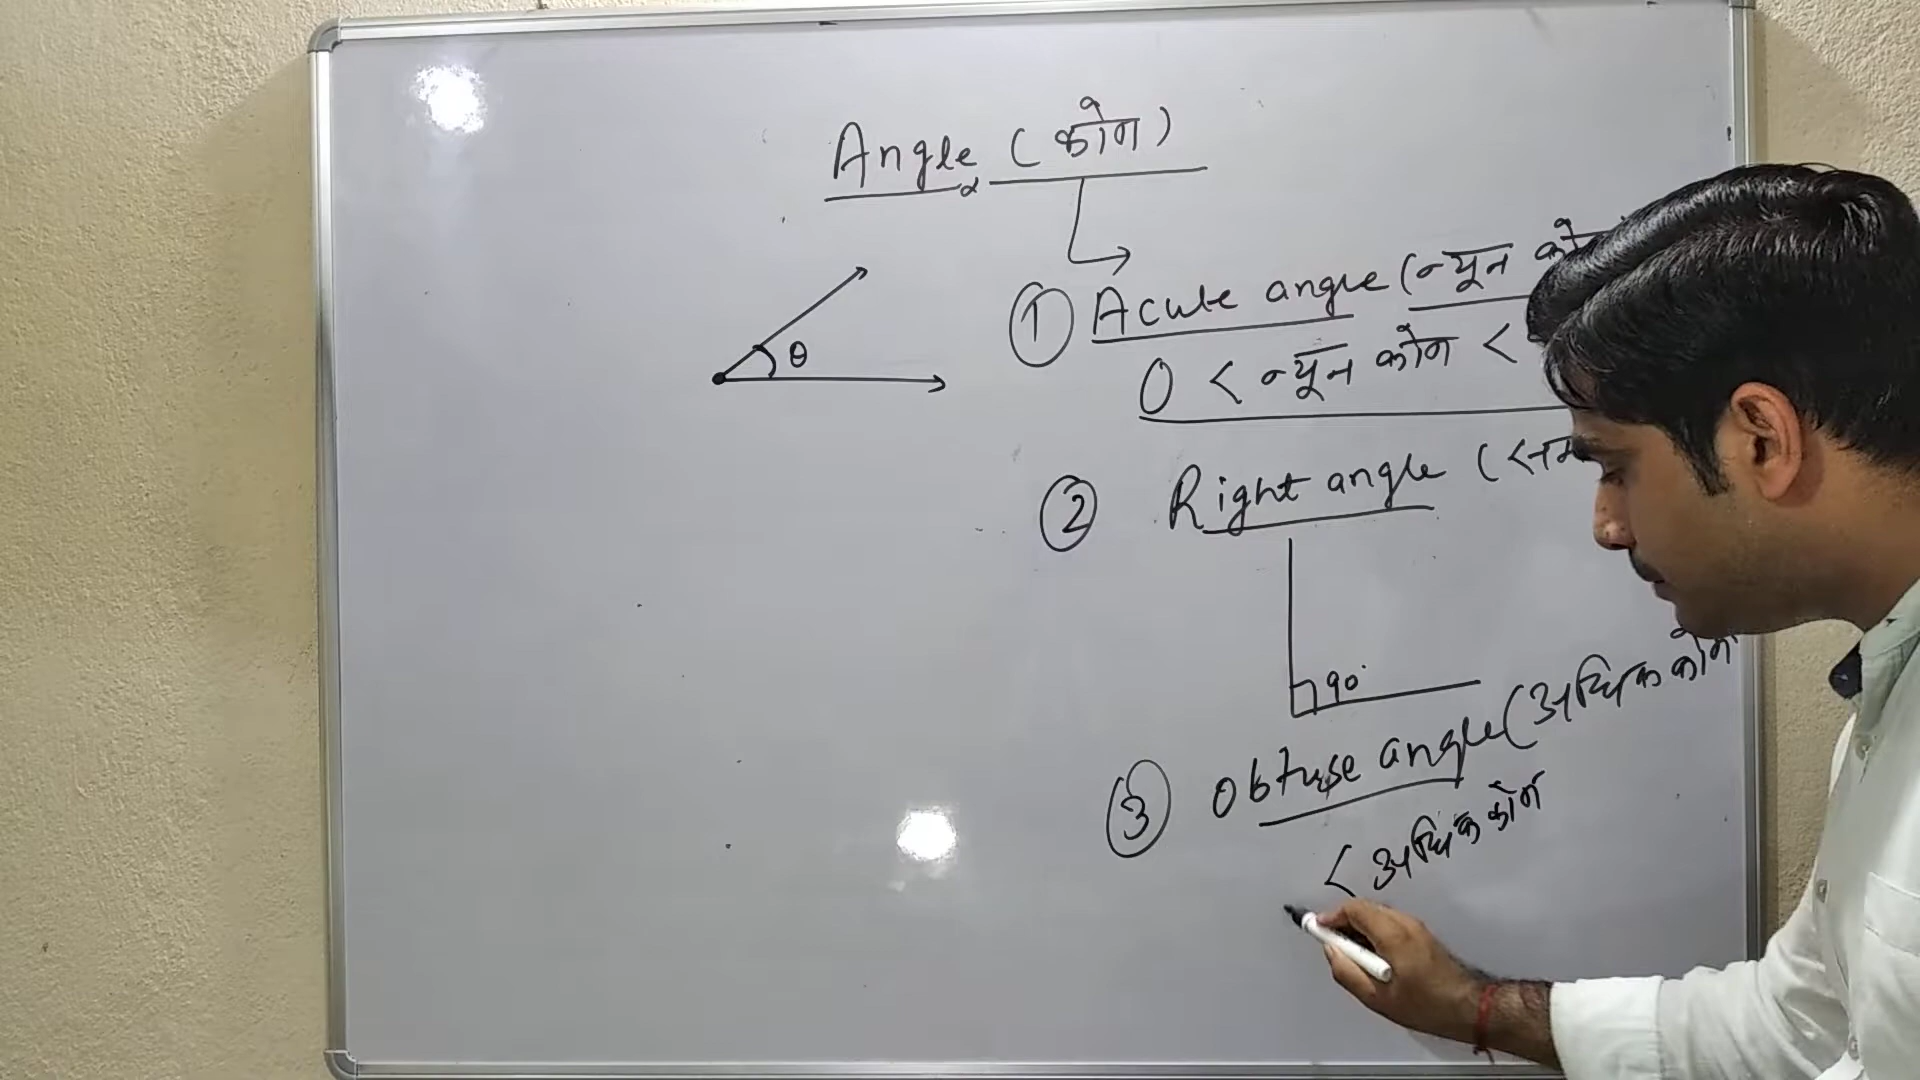 Angle (कोण)
θ
① Acute angle (न्यून
0 < न्यून कोण <
② Right angle (सम
90°
③ Obtuse angle (अधिक कोण
< अधिक कोण